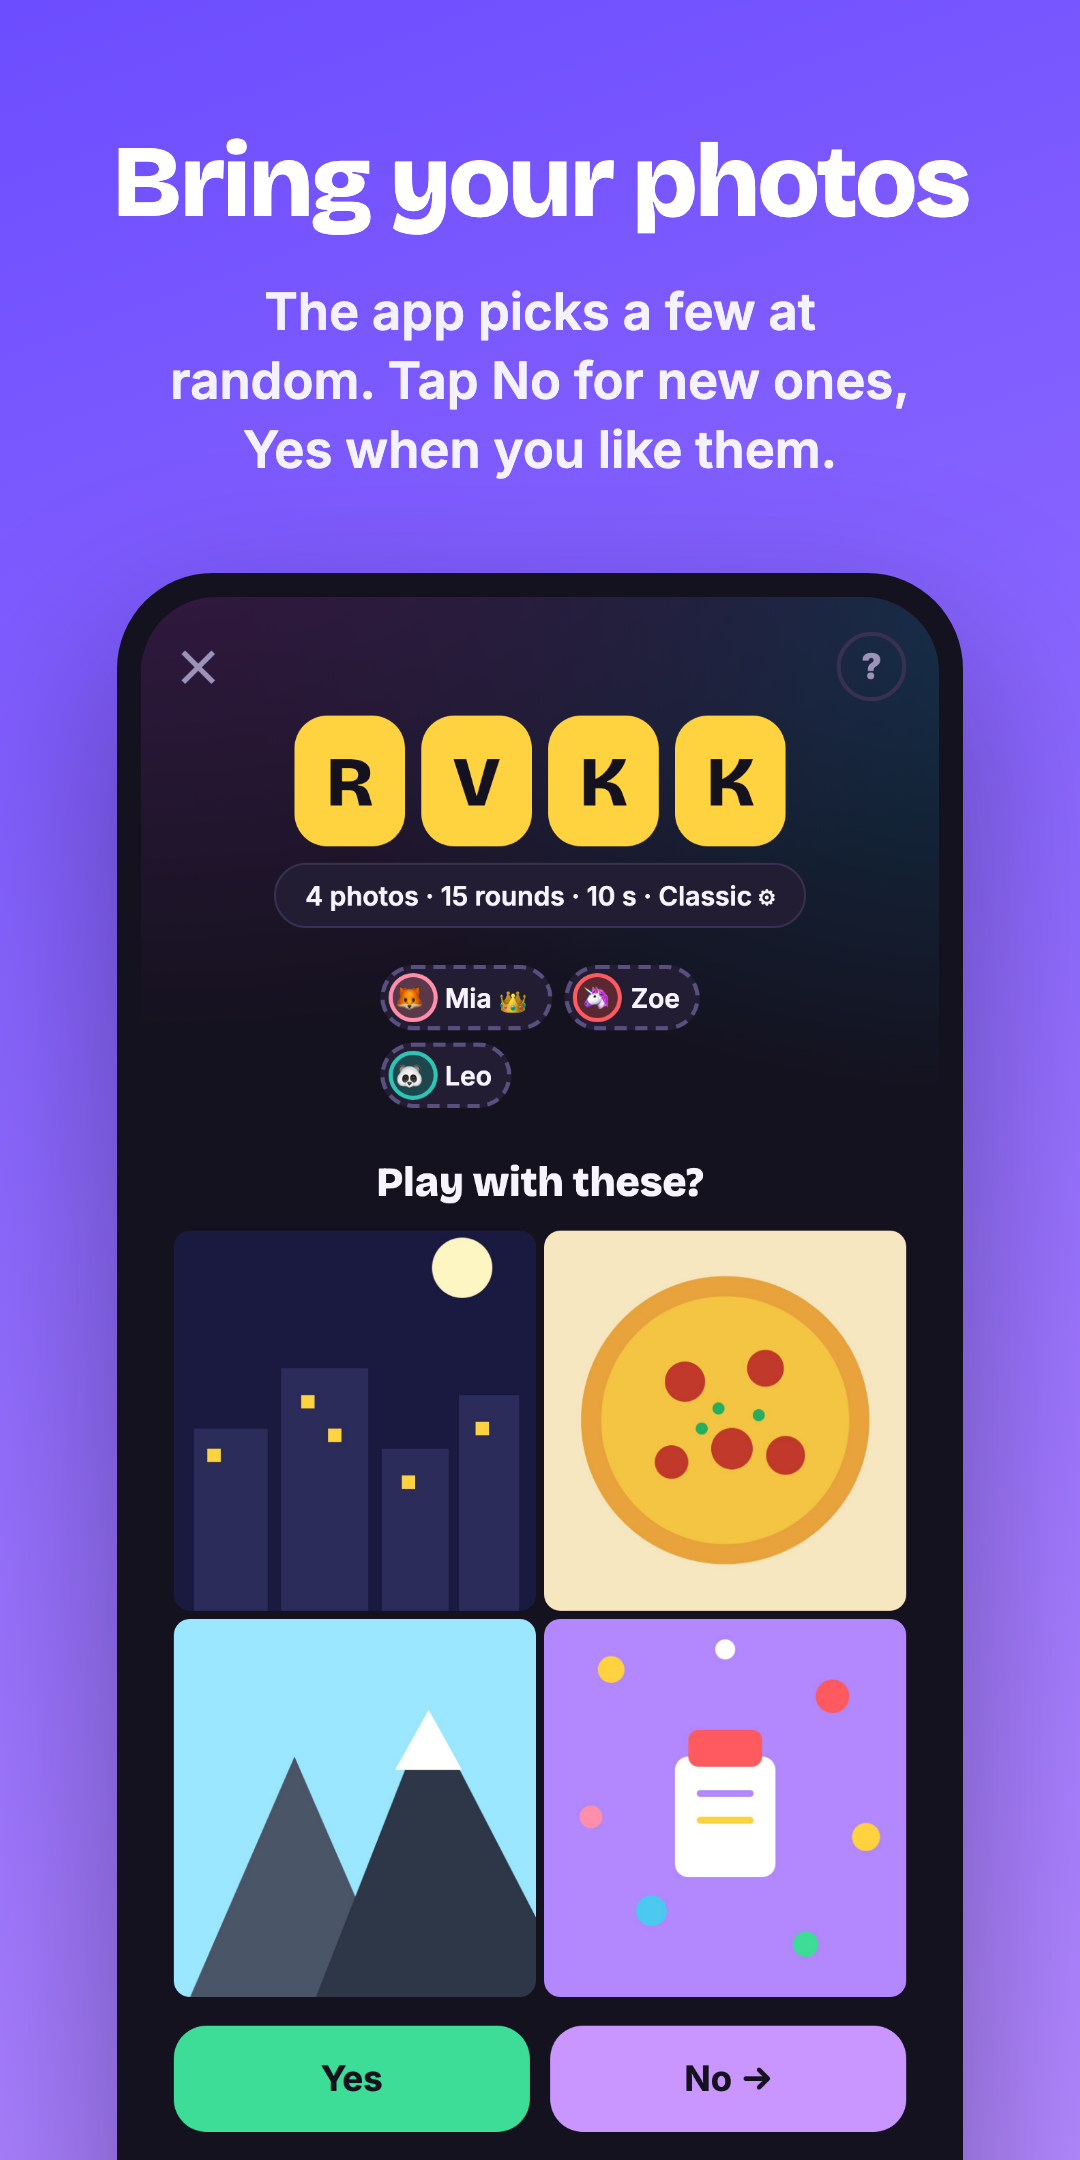 Bring your photos
The app picks a few at
random. Tap No for new ones,
Yes when you like them.
?
R V K K
4 photos · 15 rounds · 10 s · Classic ⚙
Mia 👑 Zoe
Leo
Play with these?
Yes No →